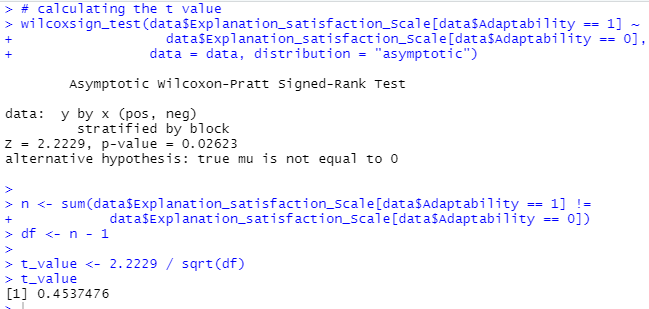 > # calculating the t value
> wilcoxsign_test(data$Explanation_satisfaction_Scale[data$Adaptability == 1] ~
+                 data$Explanation_satisfaction_Scale[data$Adaptability == 0],
+               data = data, distribution = "asymptotic")

        Asymptotic Wilcoxon-Pratt Signed-Rank Test

data:  y by x (pos, neg)
         stratified by block
Z = 2.2229, p-value = 0.02623
alternative hypothesis: true mu is not equal to 0

>
> n <- sum(data$Explanation_satisfaction_Scale[data$Adaptability == 1] !=
+          data$Explanation_satisfaction_Scale[data$Adaptability == 0])
> df <- n - 1
>
> t_value <- 2.2229 / sqrt(df)
> t_value
[1] 0.4537476
>